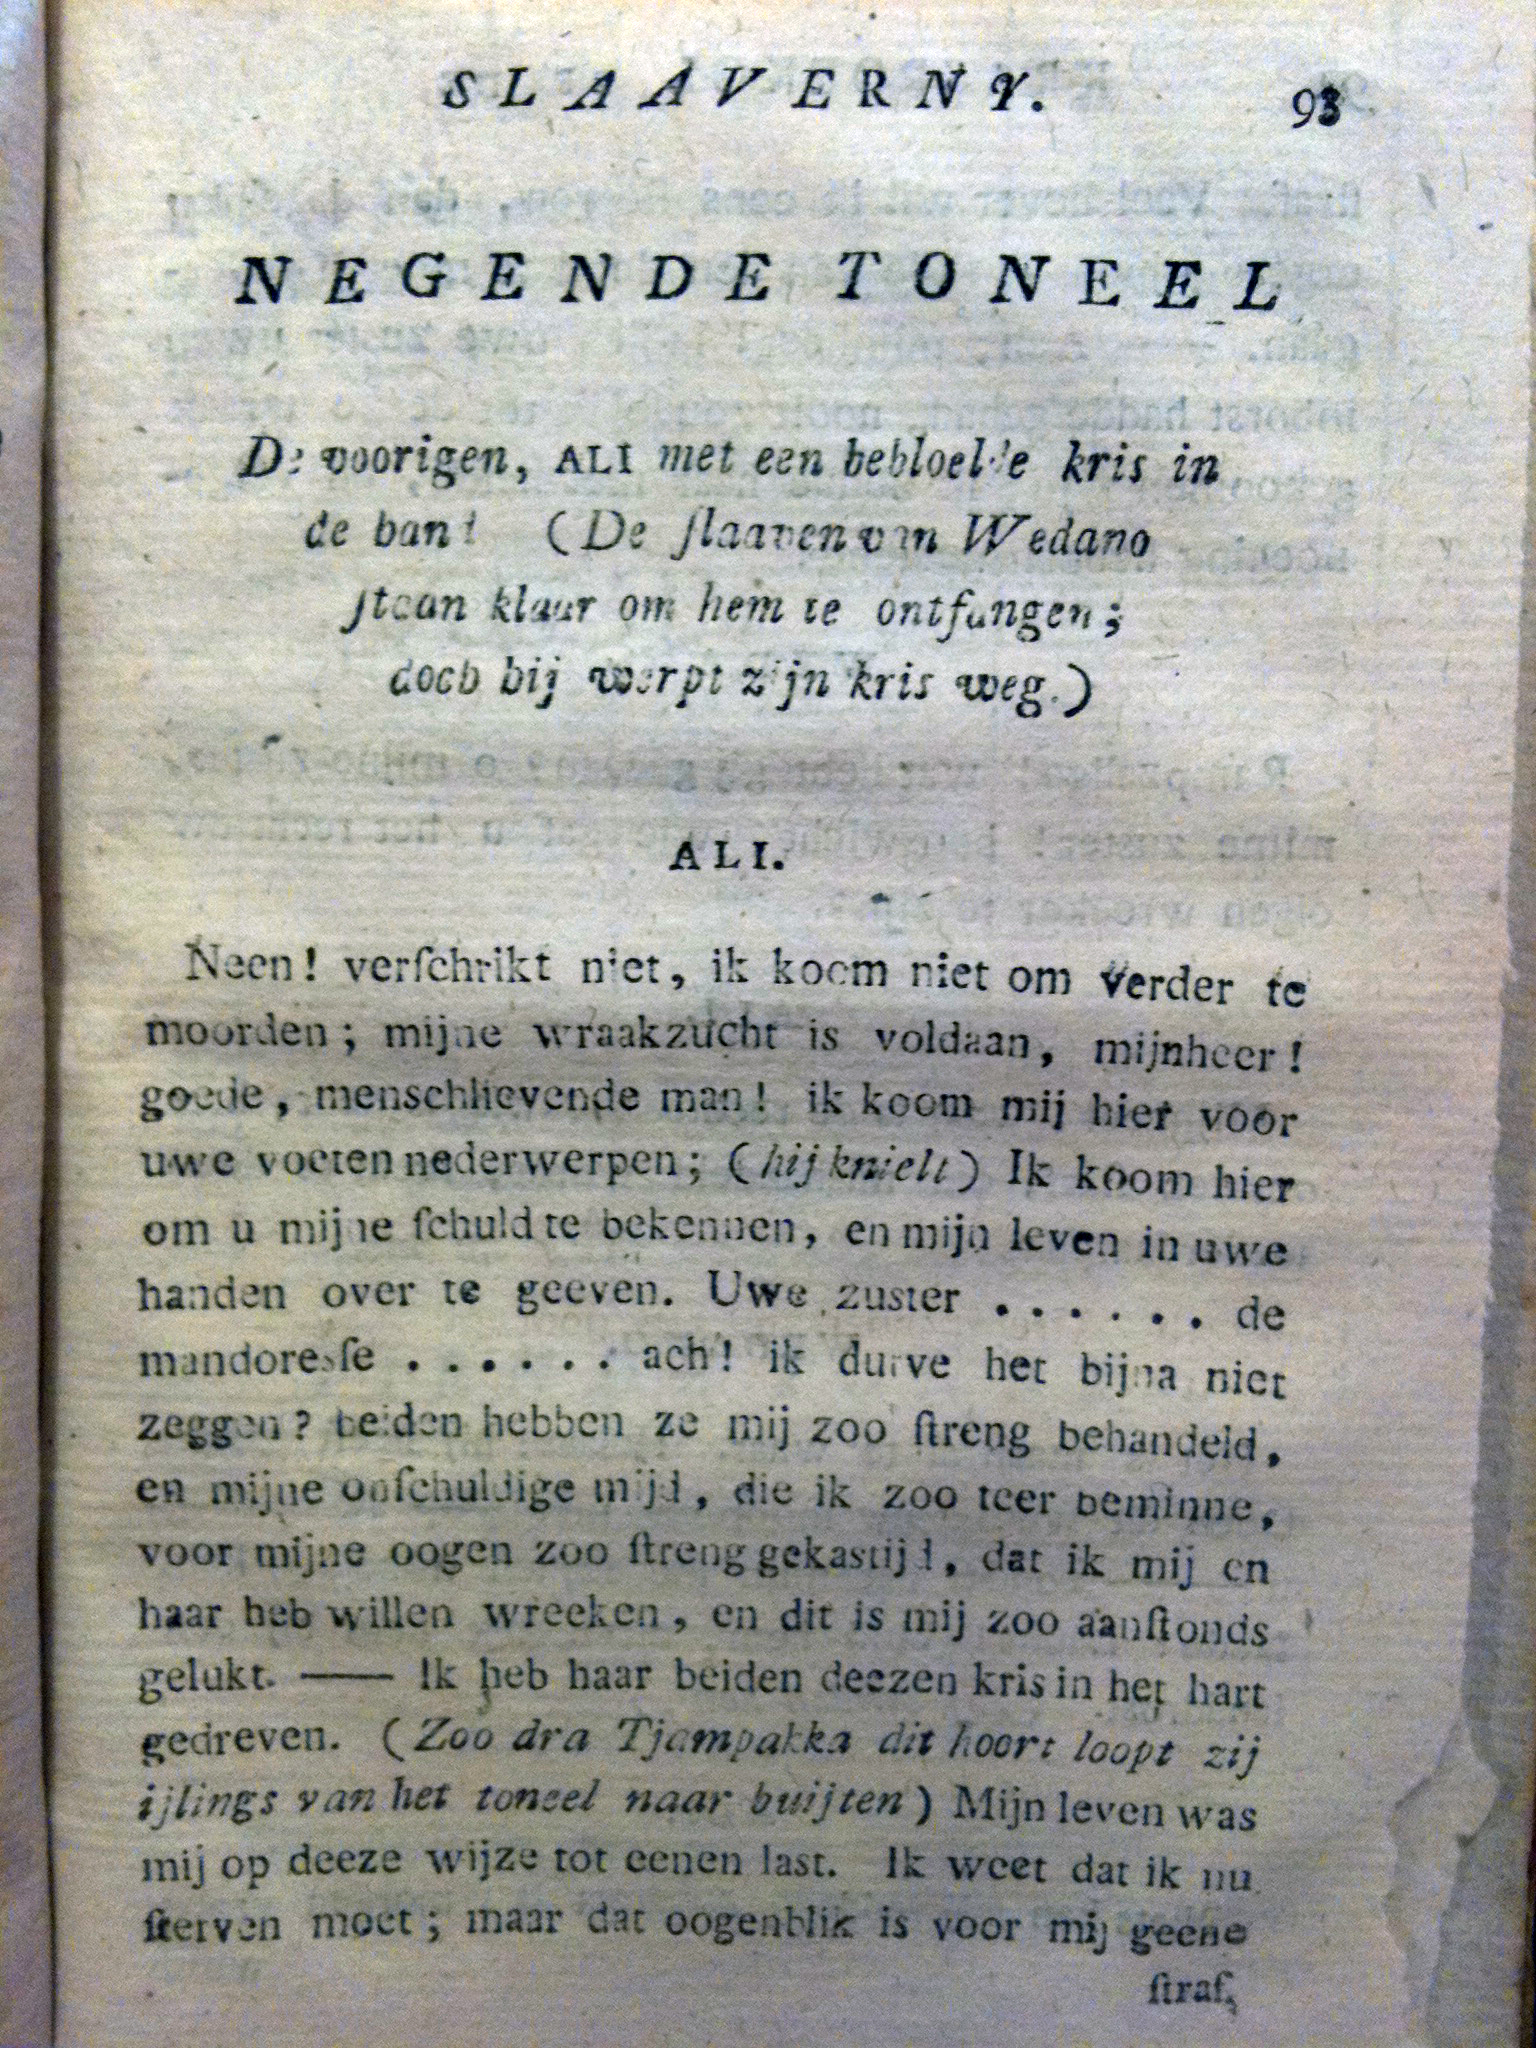 SLAAVERNY. 93
NEGENDE TONEEL
De voorigen, ALI met een bebloedde kris in
de hand (De slaaven van Wedano
staan klaar om hem te ontfangen;
doch hij werpt zijn kris weg.)
ALI.
Neen! verſchrikt niet, ik koom niet om verder te
moorden; mijne wraakzucht is voldaan, mijnheer!
goede, menschlievende man! ik koom mij hier voor
uwe voeten nederwerpen; (hij knielt) Ik koom hier
om u mijne ſchuld te bekennen, en mijn leven in uwe
handen over te geeven. Uwe zuster . . . . . . de
mandoresſe . . . . . . ach! ik durve het bijna niet
zeggen? beiden hebben ze mij zoo ſtreng behandeld,
en mijne onſchuldige mijd, die ik zoo teer beminne,
voor mijne oogen zoo ſtreng gekastijd, dat ik mij en
haar heb willen wreeken, en dit is mij zoo aanſtonds
gelukt. —— Ik heb haar beiden deezen kris in het hart
gedreven. (Zoo dra Tjampakka dit hoort loopt zij
ijlings van het toneel naar buijten) Mijn leven was
mij op deeze wijze tot eenen last. Ik weet dat ik nu
ſterven moet; maar dat oogenblik is voor mij geene
ſtraf,